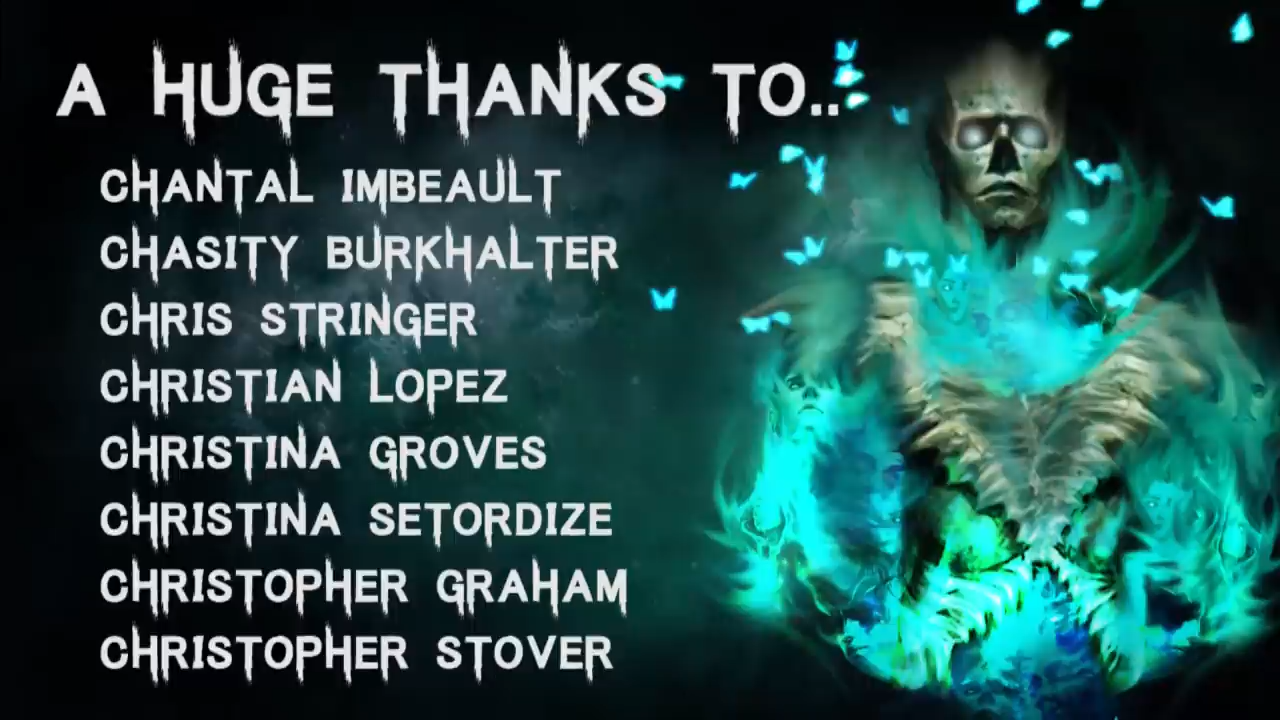 A HUGE THANKS TO..
CHANTAL IMBEAULT
CHASITY BURKHALTER
CHRIS STRINGER
CHRISTIAN LOPEZ
CHRISTINA GROVES
CHRISTINA SETORDIZE
CHRISTOPHER GRAHAM
CHRISTOPHER STOVER